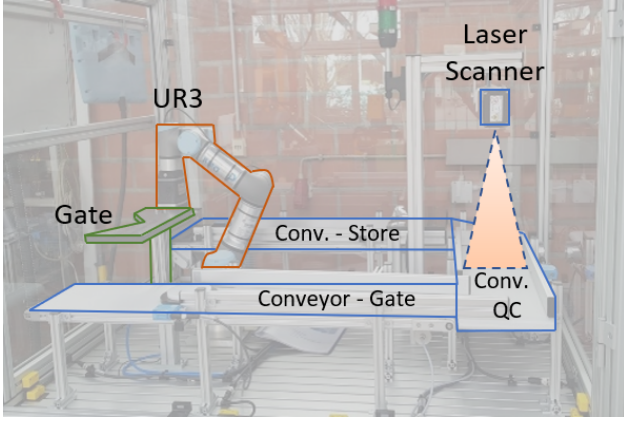 Laser
Scanner
UR3
Gate
Conv. - Store
Conv.
QC
Conveyor - Gate